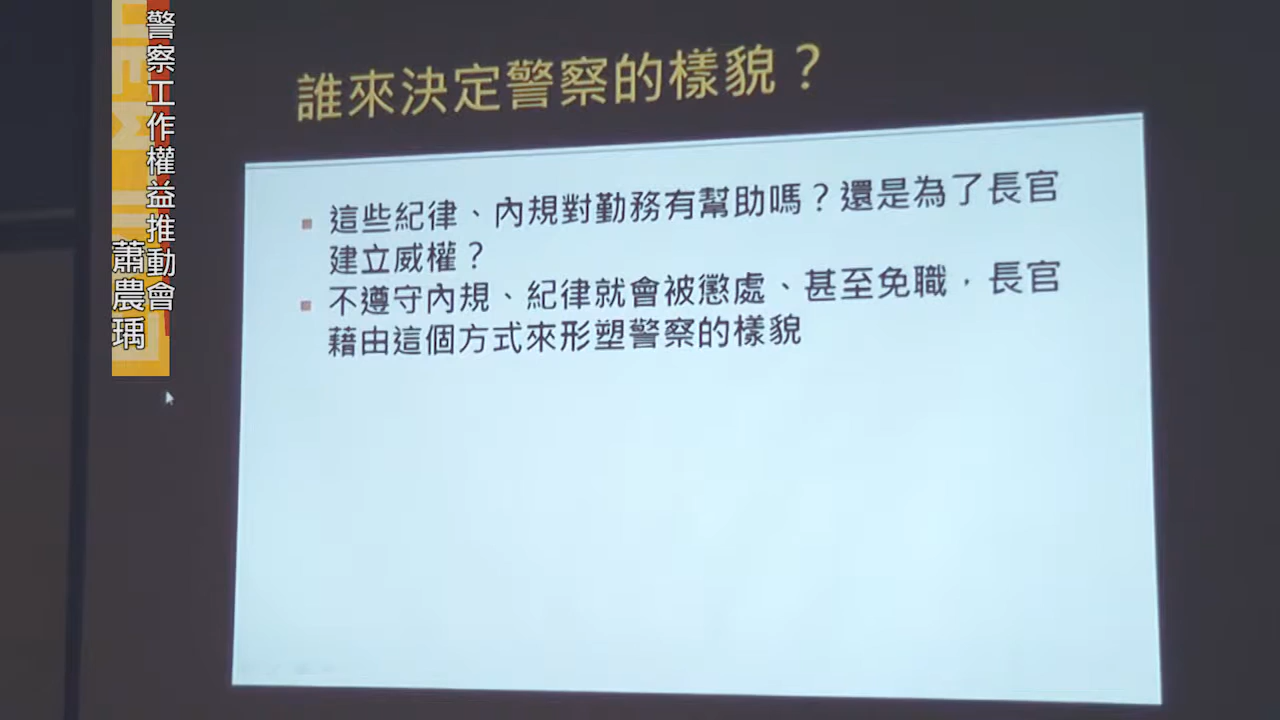 警察工作權益推動會
蕭農瑀
誰來決定警察的樣貌？
這些紀律、內規對勤務有幫助嗎？還是為了長官
建立威權？
不遵守內規、紀律就會被懲處、甚至免職，長官
藉由這個方式來形塑警察的樣貌